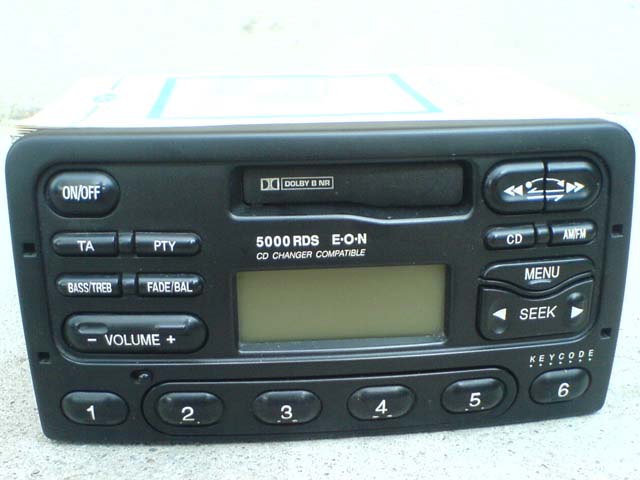 ON/OFF
DOLBY B NR
TA PTY
5000 RDS E·O·N
CD CHANGER COMPATIBLE
CD AM/FM
BASS/TREB FADE/BAL
MENU
– VOLUME +
SEEK
KEYCODE
1 2 3 4 5 6